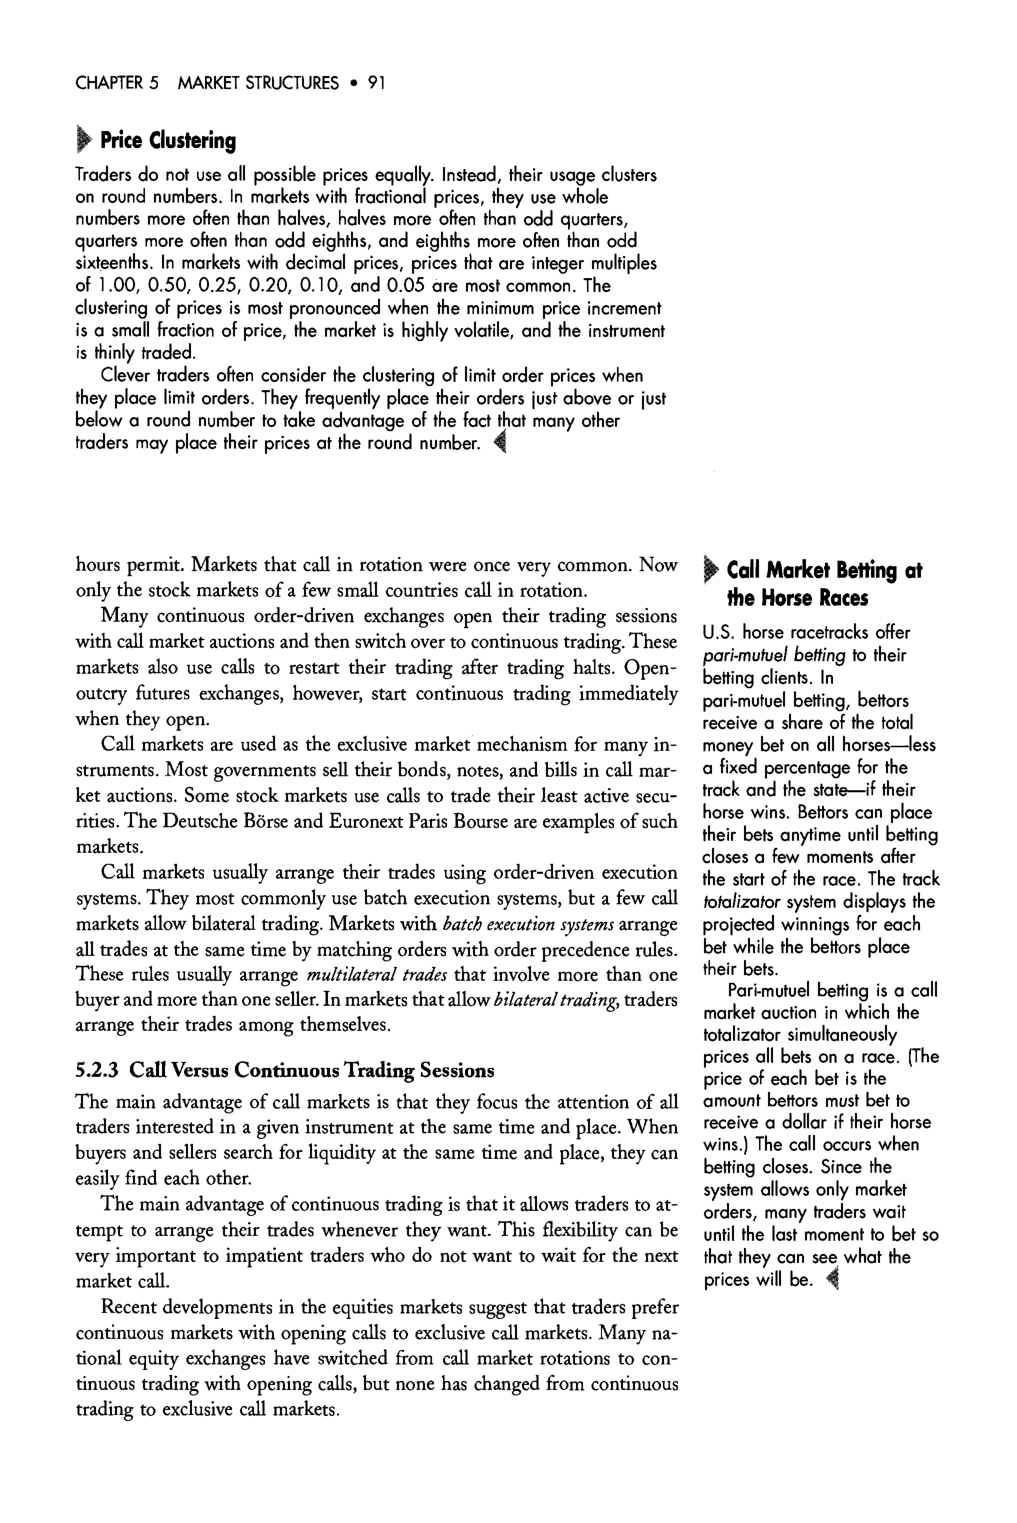 CHAPTER 5 MARKET STRUCTURES • 91
Price Clustering
Traders do not use all possible prices equally. Instead, their usage clusters
on round numbers. In markets with fractional prices, they use whole
numbers more often than halves, halves more often than odd quarters,
quarters more often than odd eighths, and eighths more often than odd
sixteenths. In markets with decimal prices, prices that are integer multiples
of 1.00, 0.50, 0.25, 0.20, 0.10, and 0.05 are most common. The
clustering of prices is most pronounced when the minimum price increment
is a small fraction of price, the market is highly volatile, and the instrument
is thinly traded.
Clever traders often consider the clustering of limit order prices when
they place limit orders. They frequently place their orders just above or just
below a round number to take advantage of the fact that many other
traders may place their prices at the round number.
hours permit. Markets that call in rotation were once very common. Now
only the stock markets of a few small countries call in rotation.
Many continuous order-driven exchanges open their trading sessions
with call market auctions and then switch over to continuous trading. These
markets also use calls to restart their trading after trading halts. Open-
outcry futures exchanges, however, start continuous trading immediately
when they open.
Call markets are used as the exclusive market mechanism for many in-
struments. Most governments sell their bonds, notes, and bills in call mar-
ket auctions. Some stock markets use calls to trade their least active secu-
rities. The Deutsche Börse and Euronext Paris Bourse are examples of such
markets.
Call markets usually arrange their trades using order-driven execution
systems. They most commonly use batch execution systems, but a few call
markets allow bilateral trading. Markets with batch execution systems arrange
all trades at the same time by matching orders with order precedence rules.
These rules usually arrange multilateral trades that involve more than one
buyer and more than one seller. In markets that allow bilateral trading, traders
arrange their trades among themselves.
5.2.3 Call Versus Continuous Trading Sessions
The main advantage of call markets is that they focus the attention of all
traders interested in a given instrument at the same time and place. When
buyers and sellers search for liquidity at the same time and place, they can
easily find each other.
The main advantage of continuous trading is that it allows traders to at-
tempt to arrange their trades whenever they want. This flexibility can be
very important to impatient traders who do not want to wait for the next
market call.
Recent developments in the equities markets suggest that traders prefer
continuous markets with opening calls to exclusive call markets. Many na-
tional equity exchanges have switched from call market rotations to con-
tinuous trading with opening calls, but none has changed from continuous
trading to exclusive call markets.
Call Market Betting at
the Horse Races
U.S. horse racetracks offer
pari-mutuel betting to their
betting clients. In
pari-mutuel betting, bettors
receive a share of the total
money bet on all horses—less
a fixed percentage for the
track and the state—if their
horse wins. Bettors can place
their bets anytime until betting
closes a few moments after
the start of the race. The track
totalizator system displays the
projected winnings for each
bet while the bettors place
their bets.
Pari-mutuel betting is a call
market auction in which the
totalizator simultaneously
prices all bets on a race. (The
price of each bet is the
amount bettors must bet to
receive a dollar if their horse
wins.) The call occurs when
betting closes. Since the
system allows only market
orders, many traders wait
until the last moment to bet so
that they can see what the
prices will be.